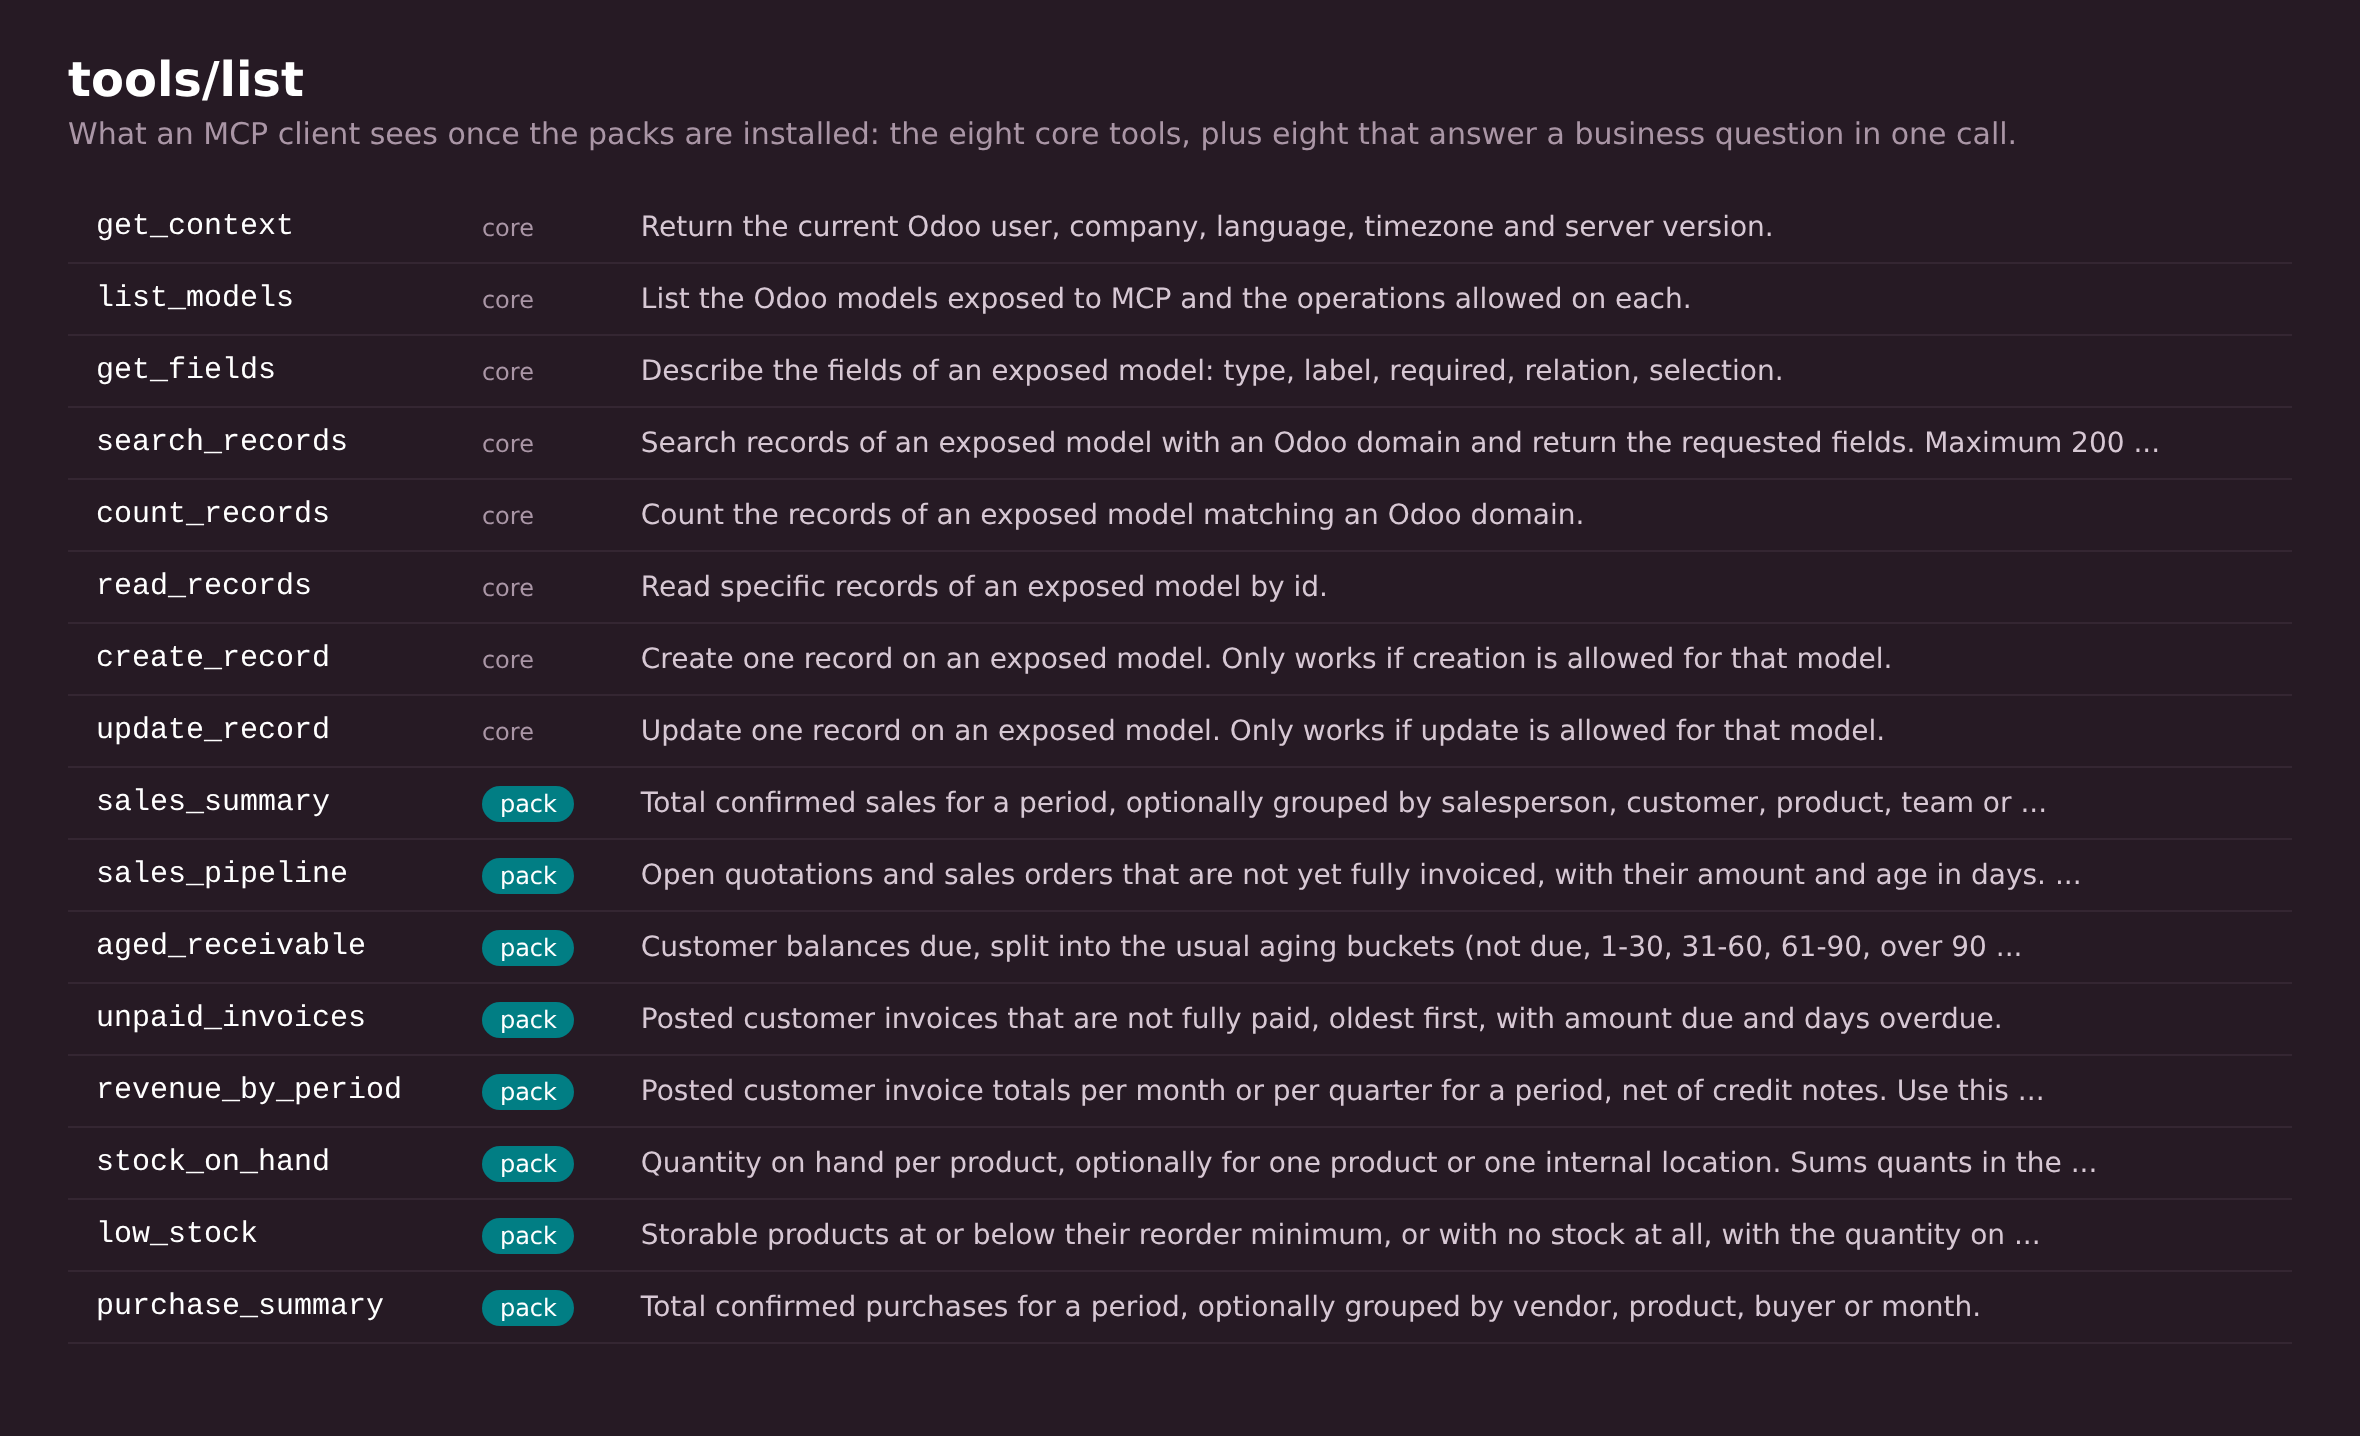 tools/list
What an MCP client sees once the packs are installed: the eight core tools, plus eight that answer a business question in one call.
get_context core Return the current Odoo user, company, language, timezone and server version.
list_models core List the Odoo models exposed to MCP and the operations allowed on each.
get_fields core Describe the fields of an exposed model: type, label, required, relation, selection.
search_records core Search records of an exposed model with an Odoo domain and return the requested fields. Maximum 200 ...
count_records core Count the records of an exposed model matching an Odoo domain.
read_records core Read specific records of an exposed model by id.
create_record core Create one record on an exposed model. Only works if creation is allowed for that model.
update_record core Update one record on an exposed model. Only works if update is allowed for that model.
sales_summary pack Total confirmed sales for a period, optionally grouped by salesperson, customer, product, team or ...
sales_pipeline pack Open quotations and sales orders that are not yet fully invoiced, with their amount and age in days. ...
aged_receivable pack Customer balances due, split into the usual aging buckets (not due, 1-30, 31-60, 61-90, over 90 ...
unpaid_invoices pack Posted customer invoices that are not fully paid, oldest first, with amount due and days overdue.
revenue_by_period pack Posted customer invoice totals per month or per quarter for a period, net of credit notes. Use this ...
stock_on_hand pack Quantity on hand per product, optionally for one product or one internal location. Sums quants in the ...
low_stock pack Storable products at or below their reorder minimum, or with no stock at all, with the quantity on ...
purchase_summary pack Total confirmed purchases for a period, optionally grouped by vendor, product, buyer or month.